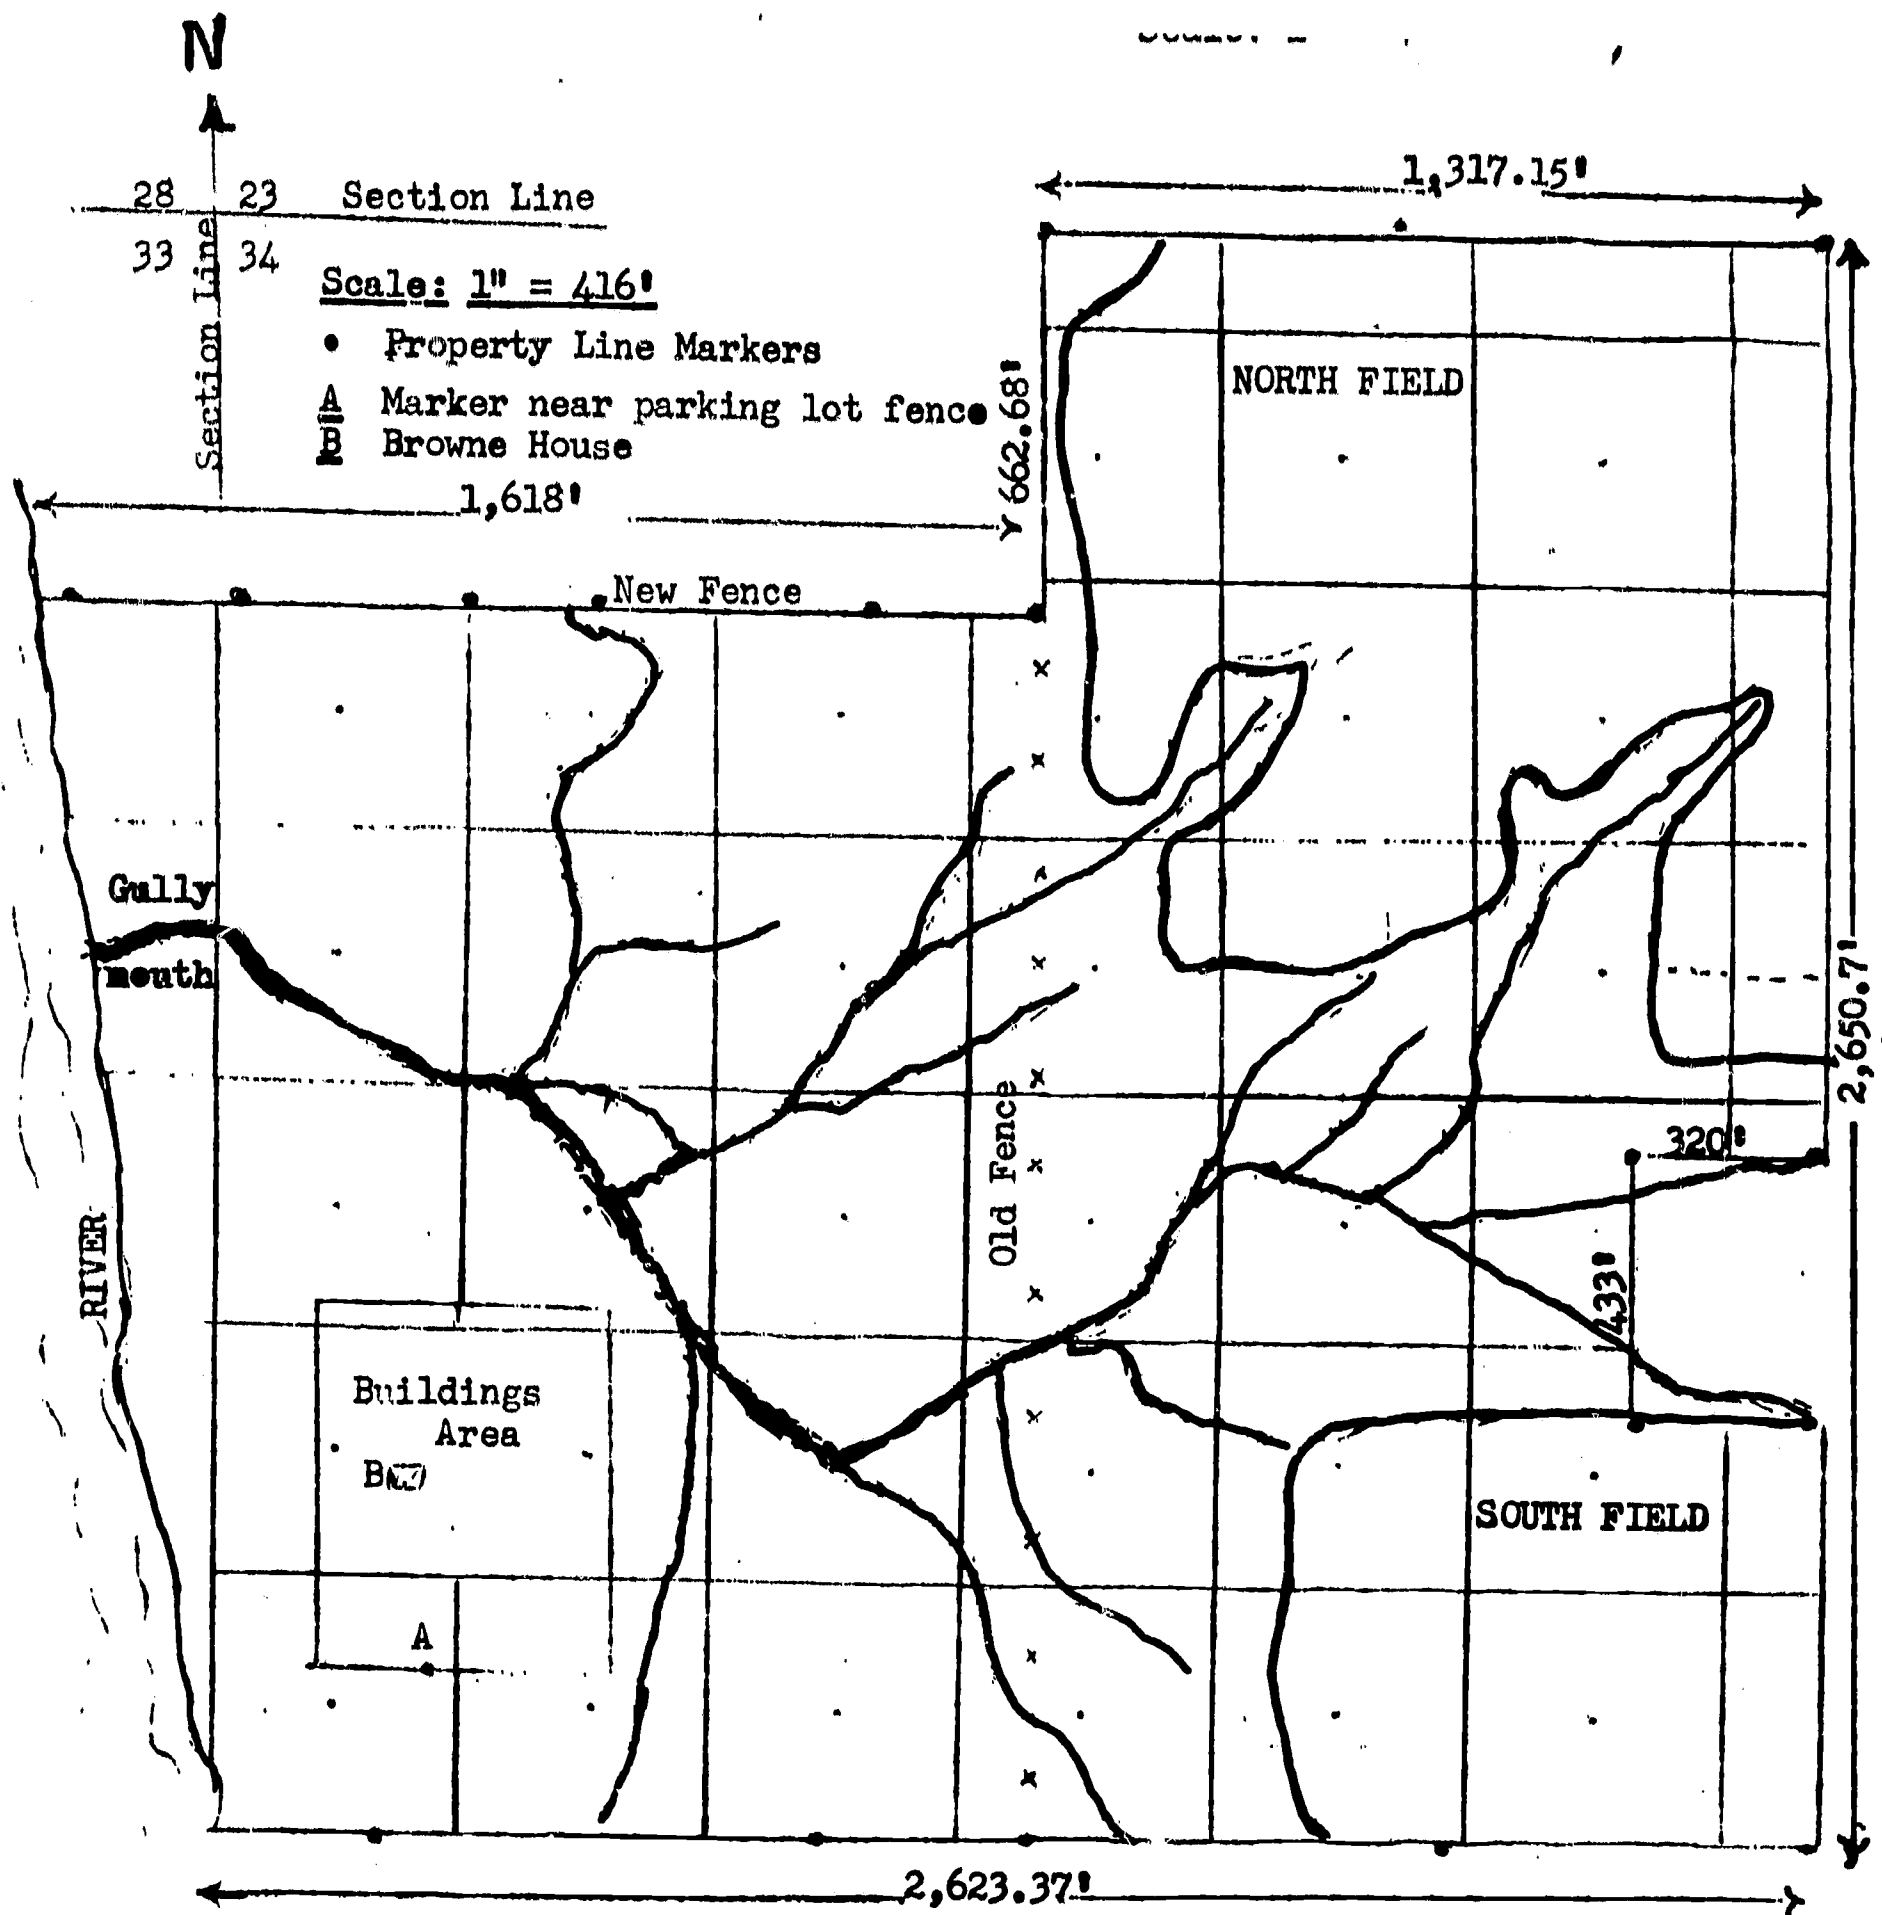 N
1,317.15'
28 23 Section Line
33 34
Section Line
Scale: 1" = 416'
• Property Line Markers
A Marker near parking lot fence
B Browne House
662.68'
NORTH FIELD
1,618'
New Fence
Gully
mouth
2,650.7'
Old Fence
320'
RIVER
433'
Buildings
Area
B
SOUTH FIELD
A
2,623.37'